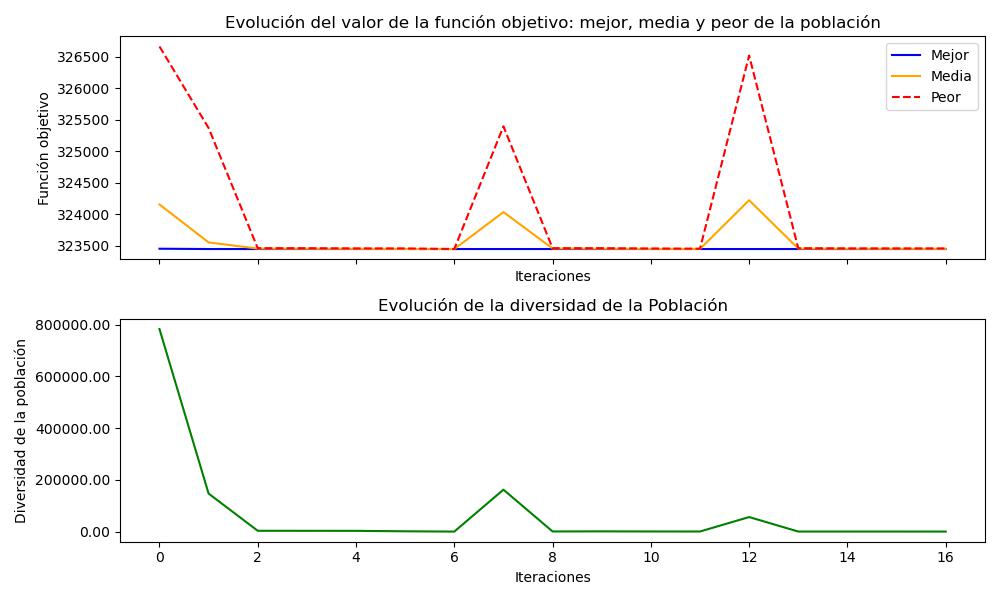 Evolución del valor de la función objetivo: mejor, media y peor de la población
326500
326000
325500
325000
324500
324000
323500
Función objetivo
Mejor
Media
Peor
Iteraciones
Evolución de la diversidad de la Población
800000.00
600000.00
400000.00
200000.00
0.00
Diversidad de la población
0 2 4 6 8 10 12 14 16
Iteraciones